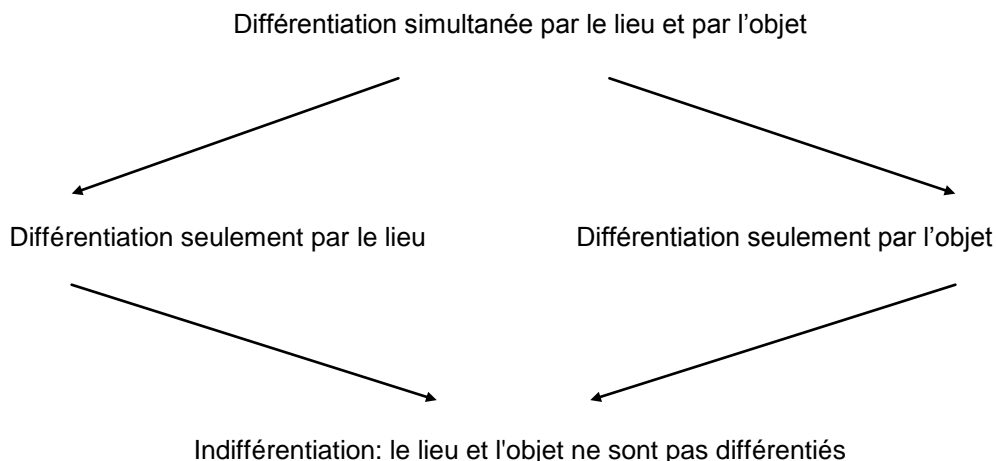 Différentiation simultanée par le lieu et par l’objet
Différentiation seulement par le lieu
Différentiation seulement par l’objet
Indifférentiation: le lieu et l'objet ne sont pas différentiés